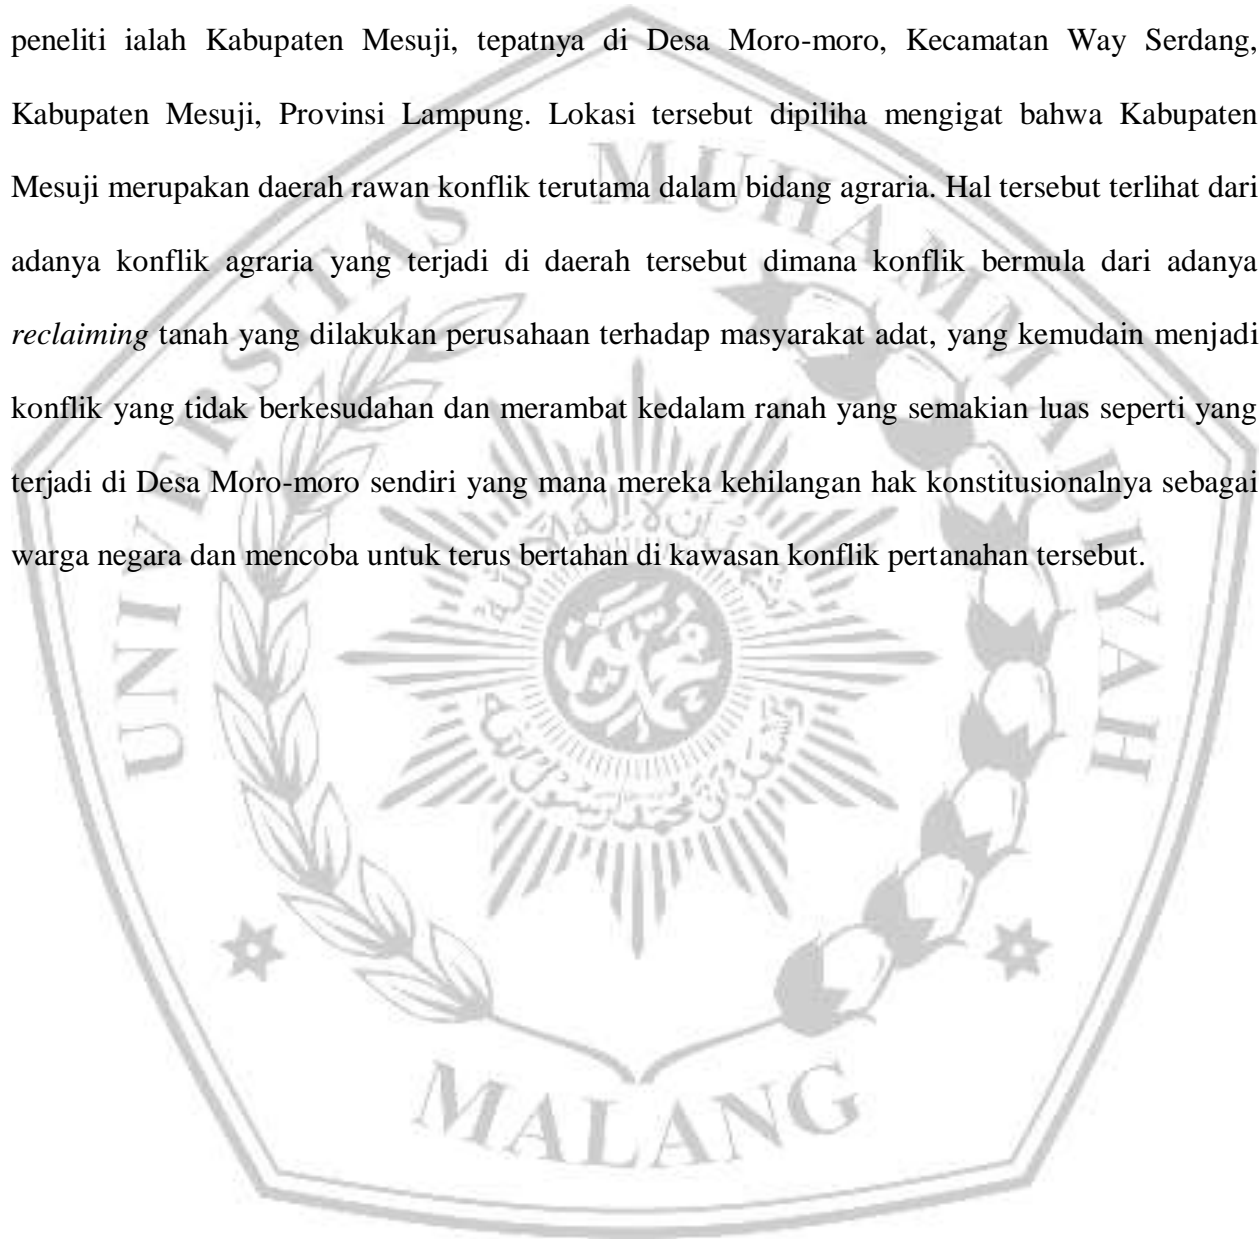 peneliti ialah Kabupaten Mesuji, tepatnya di Desa Moro-moro, Kecamatan Way Serdang,
Kabupaten Mesuji, Provinsi Lampung. Lokasi tersebut dipiliha mengigat bahwa Kabupaten
Mesuji merupakan daerah rawan konflik terutama dalam bidang agraria. Hal tersebut terlihat dari
adanya konflik agraria yang terjadi di daerah tersebut dimana konflik bermula dari adanya
reclaiming tanah yang dilakukan perusahaan terhadap masyarakat adat, yang kemudain menjadi
konflik yang tidak berkesudahan dan merambat kedalam ranah yang semakian luas seperti yang
terjadi di Desa Moro-moro sendiri yang mana mereka kehilangan hak konstitusionalnya sebagai
warga negara dan mencoba untuk terus bertahan di kawasan konflik pertanahan tersebut.
UNIVERSITAS MUHAMMADIYAH
MALANG